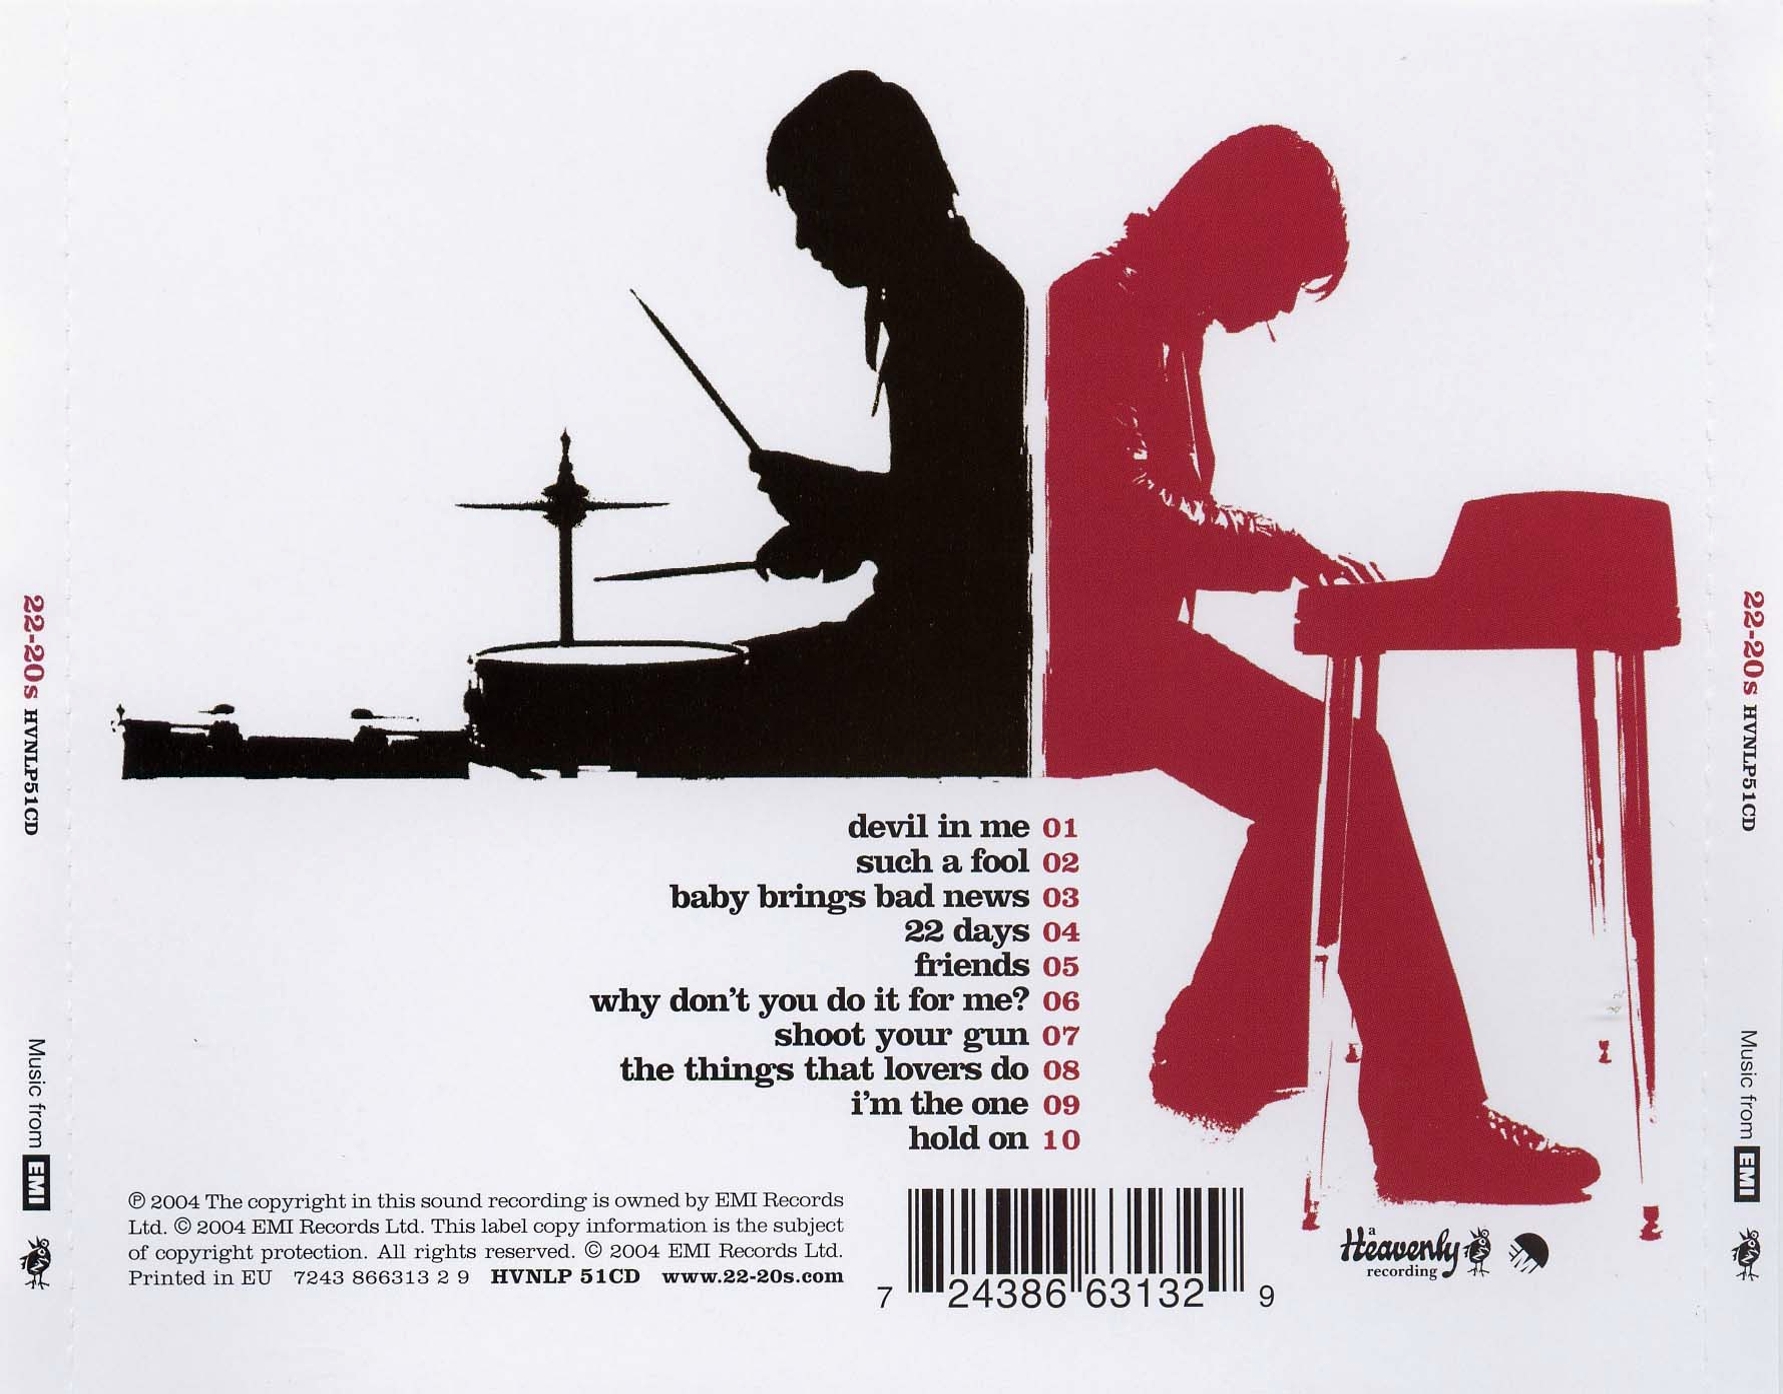 22-20s HVNLP51CD
Music from EMI
devil in me 01
such a fool 02
baby brings bad news 03
22 days 04
friends 05
why don't you do it for me? 06
shoot your gun 07
the things that lovers do 08
i'm the one 09
hold on 10
℗ 2004 The copyright in this sound recording is owned by EMI Records
Ltd. © 2004 EMI Records Ltd. This label copy information is the subject
of copyright protection. All rights reserved. © 2004 EMI Records Ltd.
Printed in EU 7243 866313 2 9 HVNLP 51CD www.22-20s.com
7 24386 63132 9
a
Heavenly
recording
EMI
22-20s HVNLP51CD
Music from EMI